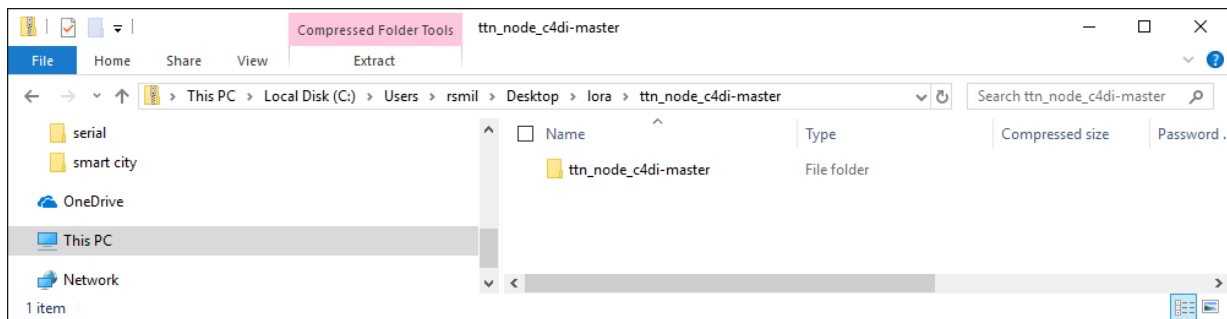 Compressed Folder Tools ttn_node_c4di-master
File Home Share View Extract
This PC > Local Disk (C:) > Users > rsmil > Desktop > lora > ttn_node_c4di-master Search ttn_node_c4di-master
serial
smart city
OneDrive
This PC
Network
Name Type Compressed size Password .
ttn_node_c4di-master File folder
1 item